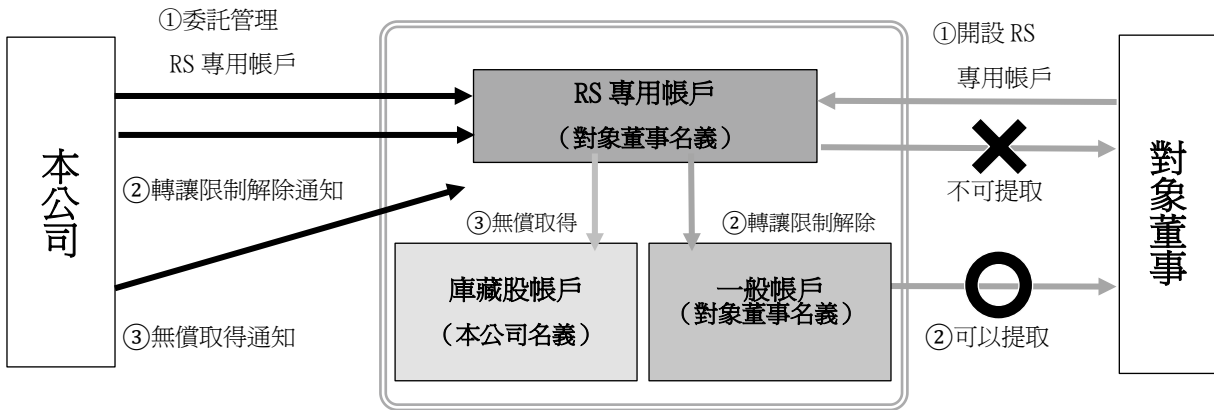 ①委託管理
RS 專用帳戶
本公司
②轉讓限制解除通知
③無償取得通知
RS 專用帳戶
（對象董事名義）
③無償取得
②轉讓限制解除
庫藏股帳戶
（本公司名義）
一般帳戶
（對象董事名義）
①開設 RS
專用帳戶
不可提取
②可以提取
對象董事